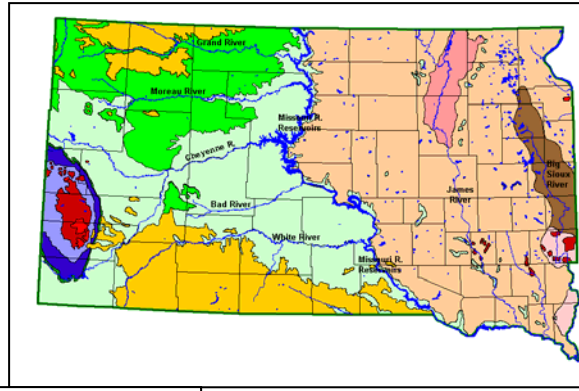 Grand River
Moreau River
Missouri R.
Reservoirs
Cheyenne R.
Big
Sioux
River
James
River
Bad River
White River
Missouri R.
Reservoirs